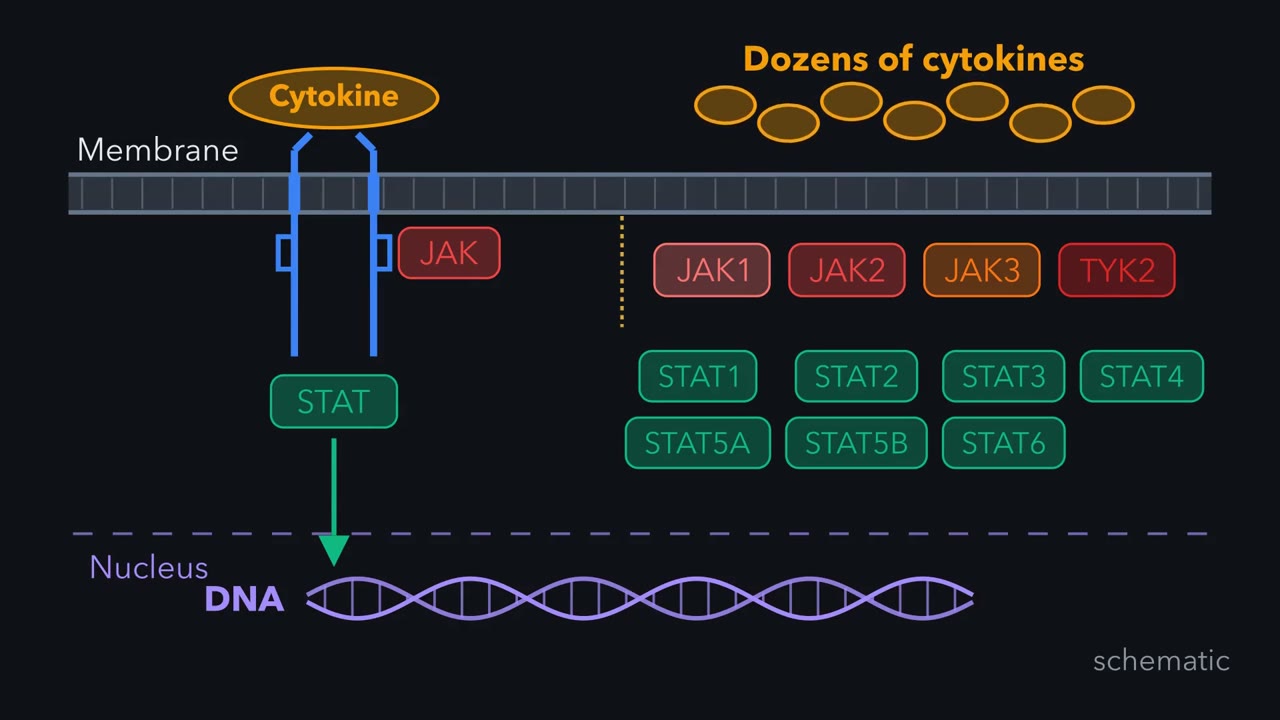 Dozens of cytokines
Cytokine
Membrane
JAK
JAK1 JAK2 JAK3 TYK2
STAT1 STAT2 STAT3 STAT4
STAT
STAT5A STAT5B STAT6
Nucleus
DNA
schematic